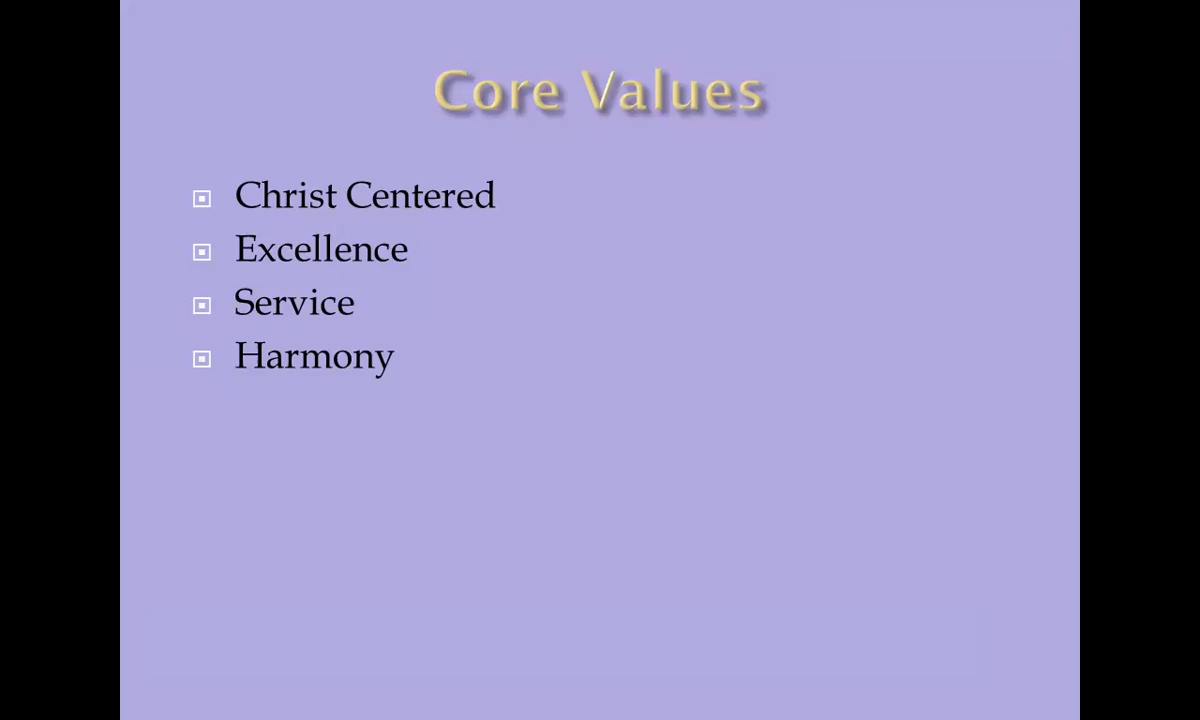 Core Values
Christ Centered
Excellence
Service
Harmony